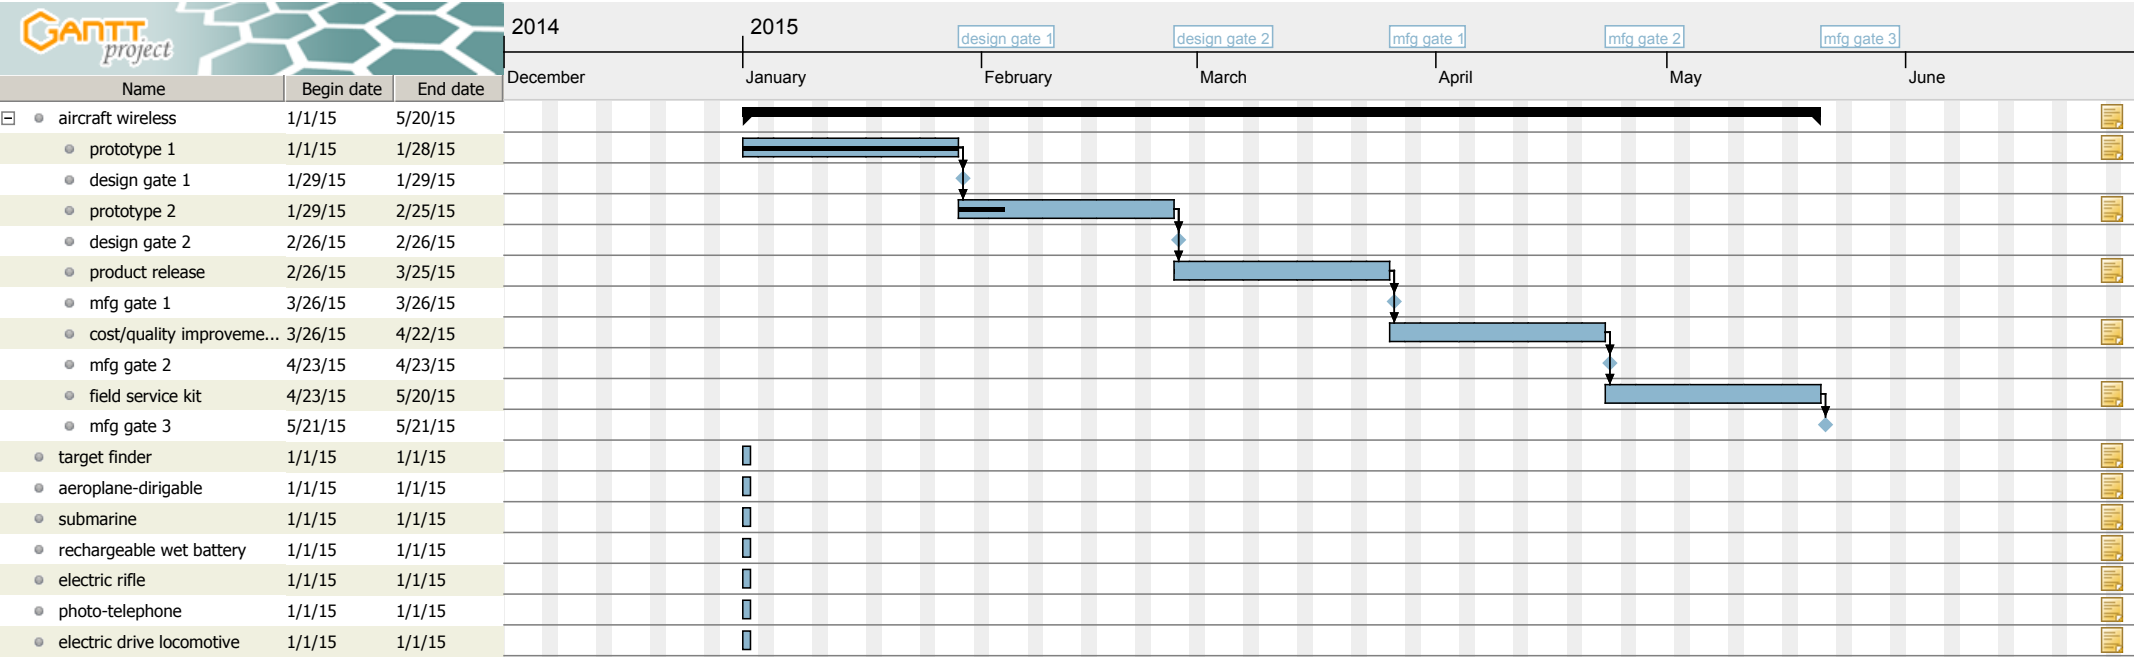 GANTT
project
2014
2015
design gate 1
design gate 2
mfg gate 1
mfg gate 2
mfg gate 3
December
January
February
March
April
May
June
Name
Begin date
End date
aircraft wireless 1/1/15 5/20/15
prototype 1 1/1/15 1/28/15
design gate 1 1/29/15 1/29/15
prototype 2 1/29/15 2/25/15
design gate 2 2/26/15 2/26/15
product release 2/26/15 3/25/15
mfg gate 1 3/26/15 3/26/15
cost/quality improveme... 3/26/15 4/22/15
mfg gate 2 4/23/15 4/23/15
field service kit 4/23/15 5/20/15
mfg gate 3 5/21/15 5/21/15
target finder 1/1/15 1/1/15
aeroplane-dirigable 1/1/15 1/1/15
submarine 1/1/15 1/1/15
rechargeable wet battery 1/1/15 1/1/15
electric rifle 1/1/15 1/1/15
photo-telephone 1/1/15 1/1/15
electric drive locomotive 1/1/15 1/1/15